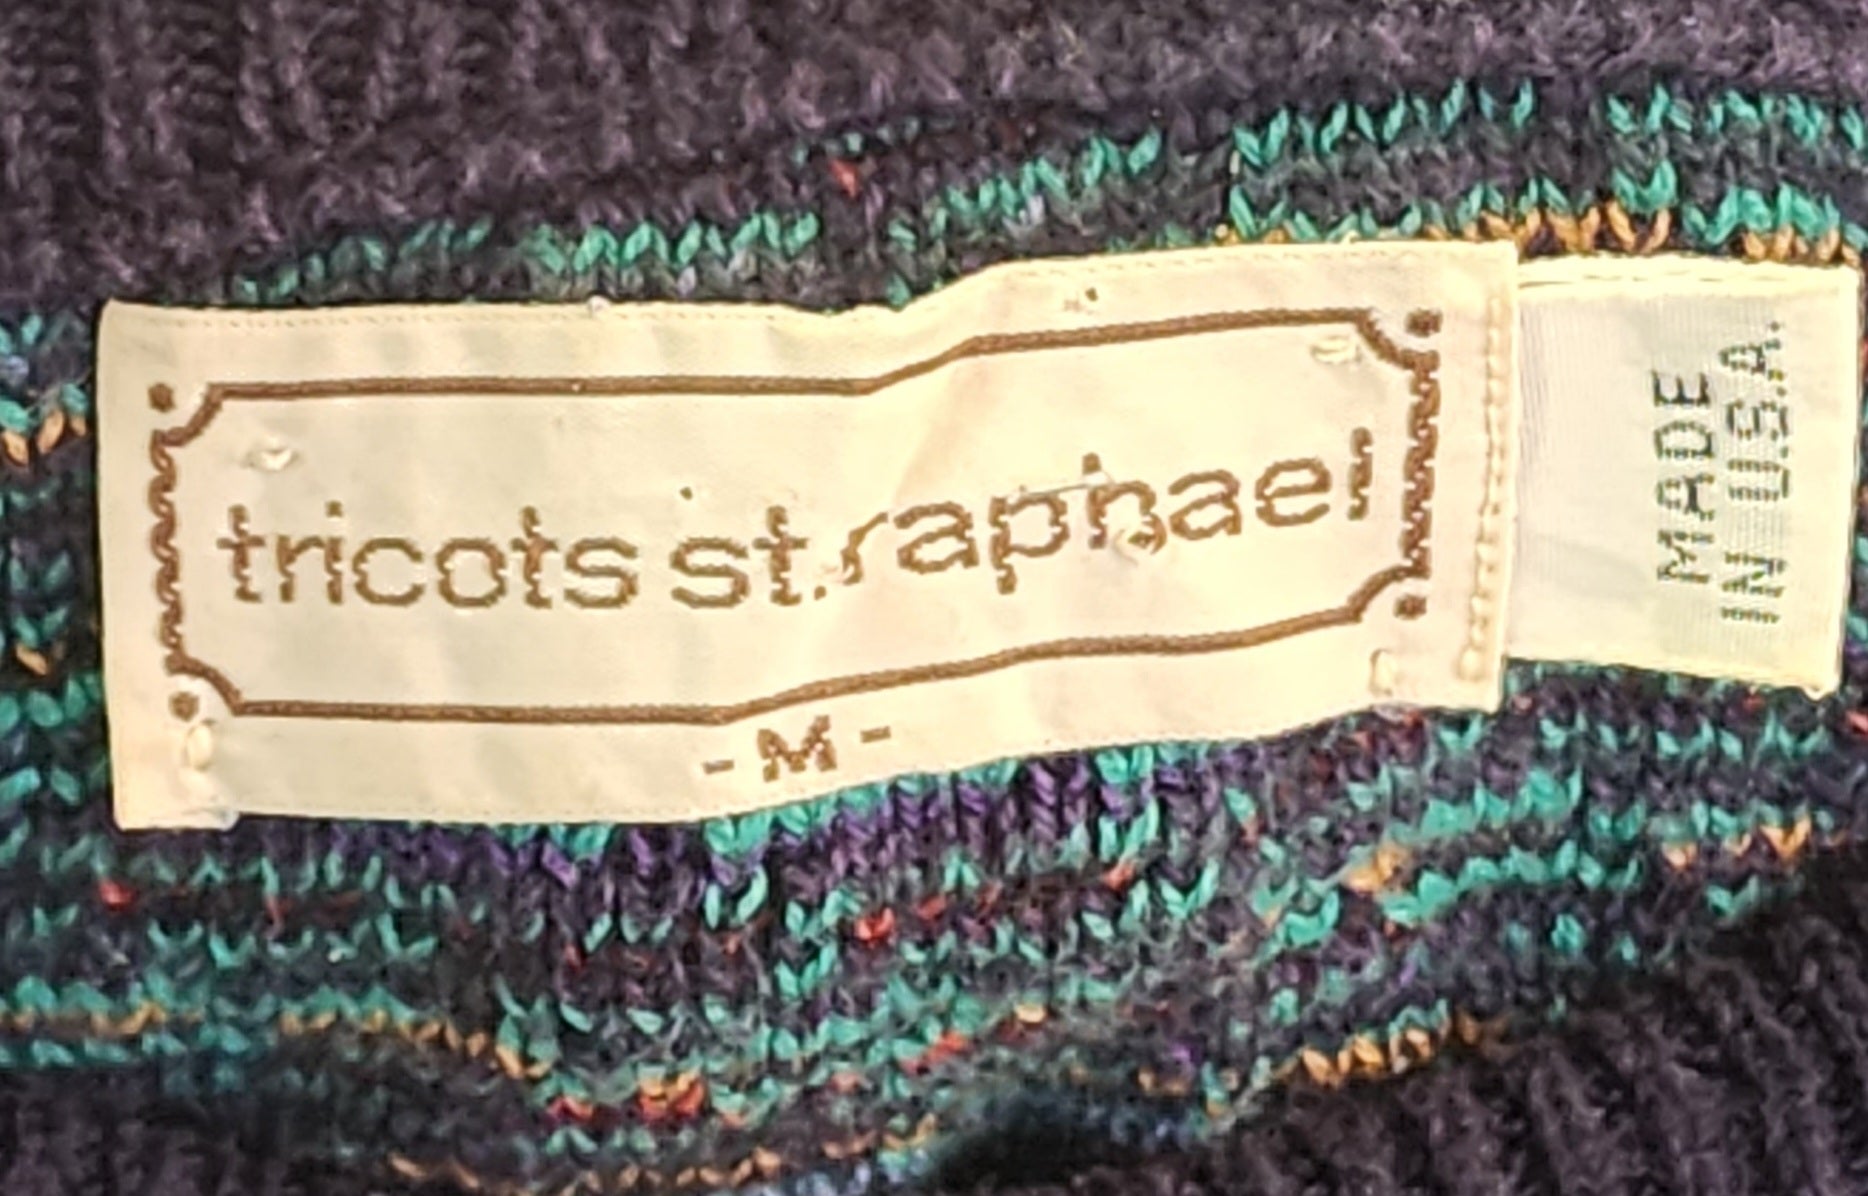 tricots st. raphael
- M -
MADE
IN U.S.A.